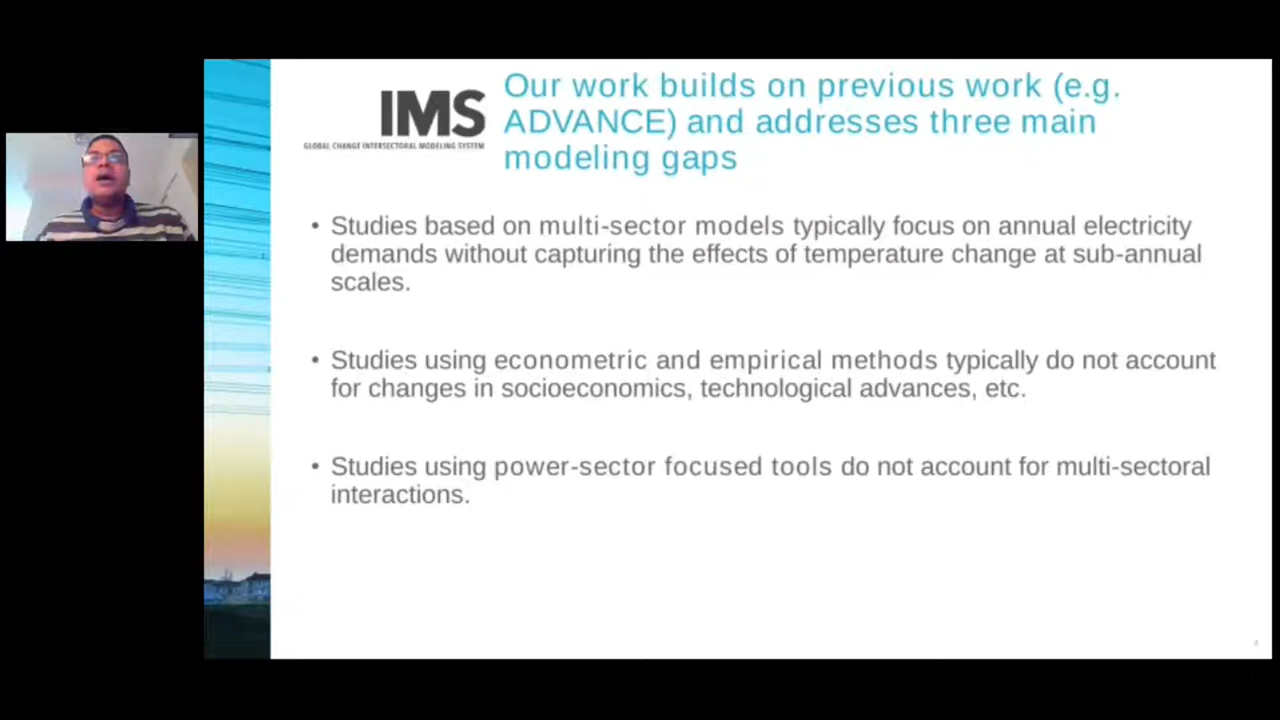 IMS
GLOBAL CHANGE INTERSECTORAL MODELING SYSTEM
Our work builds on previous work (e.g.
ADVANCE) and addresses three main
modeling gaps
• Studies based on multi-sector models typically focus on annual electricity
demands without capturing the effects of temperature change at sub-annual
scales.
• Studies using econometric and empirical methods typically do not account
for changes in socioeconomics, technological advances, etc.
• Studies using power-sector focused tools do not account for multi-sectoral
interactions.